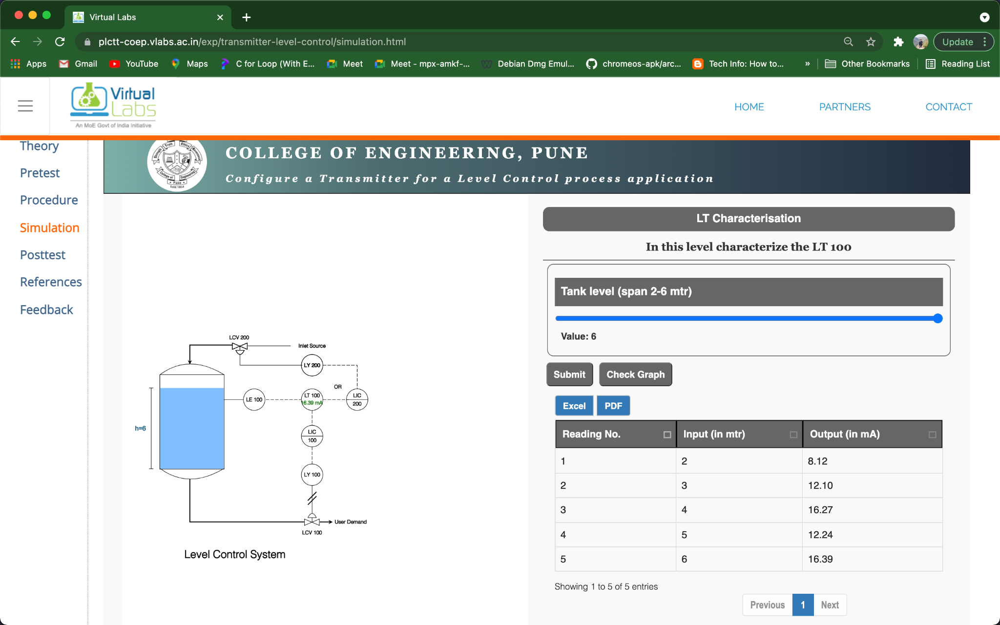 Virtual Labs
plctt-coep.vlabs.ac.in/exp/transmitter-level-control/simulation.html
Update
Apps Gmail YouTube Maps C for Loop (With E... Meet Meet - mpx-amkf-... Debian Dmg Emul... chromeos-apk/arc... Tech Info: How to... » Other Bookmarks Reading List
Virtual
Labs
An MoE Govt of India Initiative
HOME PARTNERS CONTACT
Theory
Pretest
Procedure
Simulation
Posttest
References
Feedback
COLLEGE OF ENGINEERING, PUNE
Configure a Transmitter for a Level Control process application
LCV 200
Inlet Source
LY 200
OR
LE 100
LT 100
16.39 mA
LIC
200
h=6
LIC
100
LY 100
User Demand
LCV 100
Level Control System
LT Characterisation
In this level characterize the LT 100
Tank level (span 2-6 mtr)
Value: 6
Submit Check Graph
Excel PDF
Reading No. Input (in mtr) Output (in mA)
1 2 8.12
2 3 12.10
3 4 16.27
4 5 12.24
5 6 16.39
Showing 1 to 5 of 5 entries
Previous 1 Next